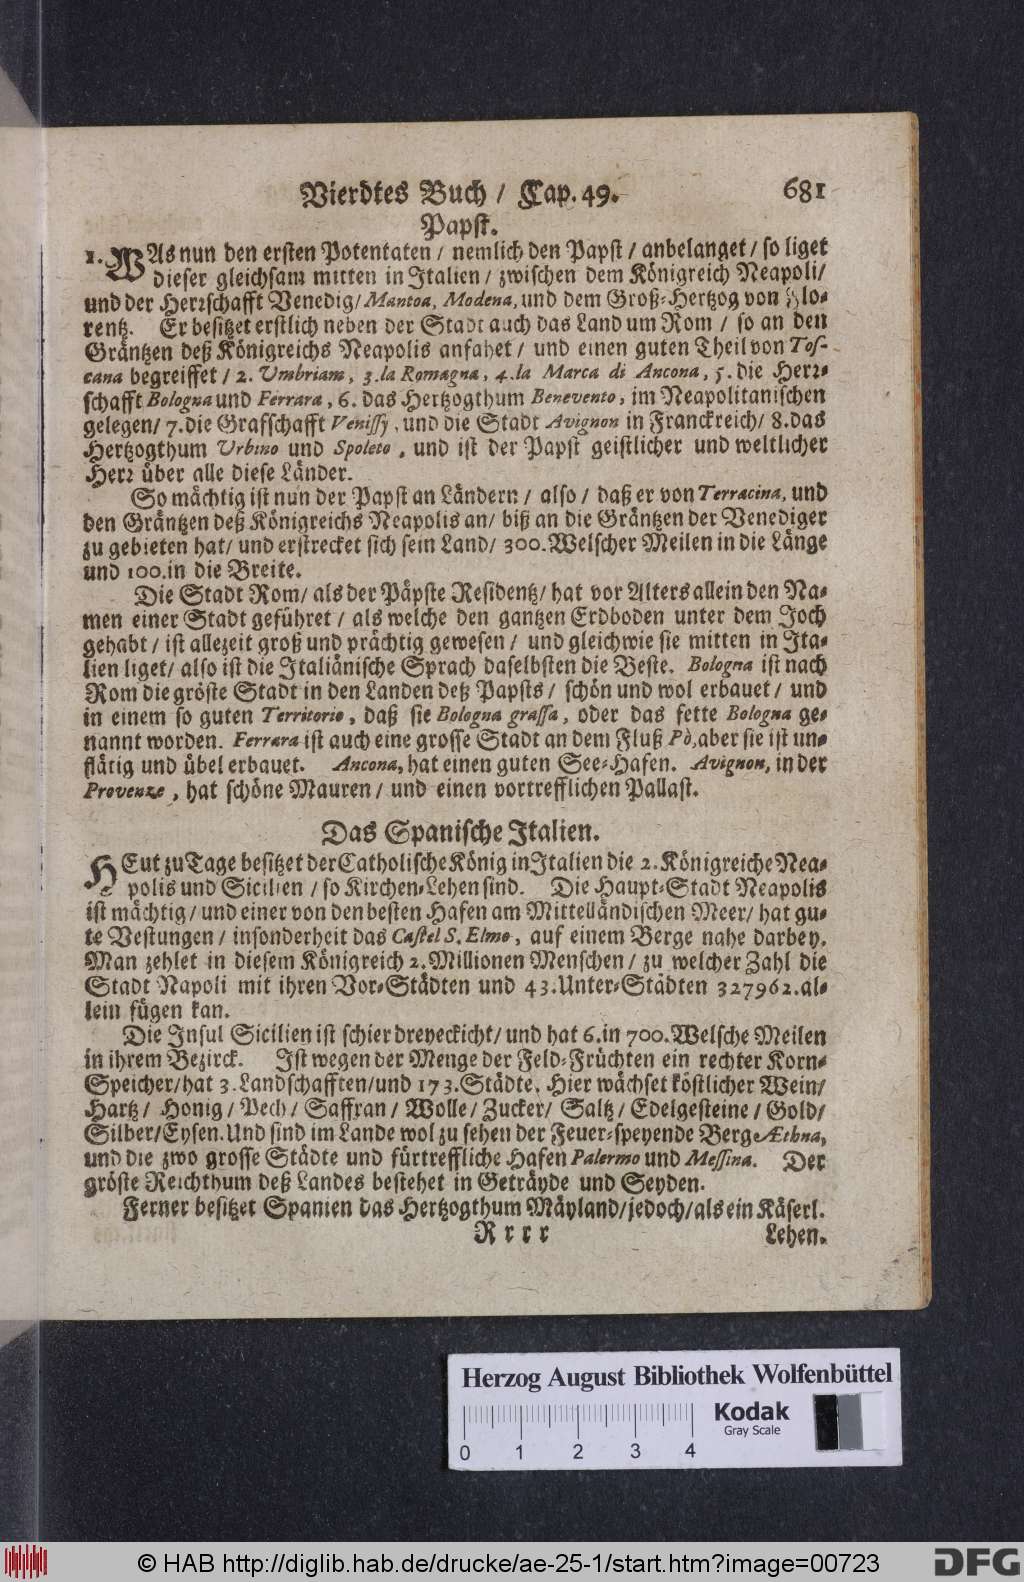 Vierdtes Buch / Cap. 49. 681
Papst.
1. WAs nun den ersten Potentaten / nemlich den Papst / anbelanget / so liget
dieser gleichsam mitten in Italien / zwischen dem Königreich Neapoli /
und der Herrschafft Venedig / Mantoa, Modena, und dem Groß-Hertzog von Flo-
rentz. Er besitzet erstlich neben der Stadt auch das Land um Rom / so an den
Gräntzen deß Königreichs Neapolis anfahet / und einen guten Theil von Tos-
cana begreiffet / 2. Umbriam, 3. la Romagna, 4. la Marca di Ancona, 5. die Herr-
schafft Bologna und Ferrara, 6. das Hertzogthum Benevento, im Neapolitanischen
gelegen / 7. die Grafschafft Venissy, und die Stadt Avignon in Franckreich / 8. das
Hertzogthum Urbino und Spoleto, und ist der Papst geistlicher und weltlicher
Herr über alle diese Länder.
So mächtig ist nun der Papst an Ländern / also / daß er von Terracina, und
den Gräntzen deß Königreichs Neapolis an / biß an die Gräntzen der Venediger
zu gebieten hat / und erstrecket sich sein Land / 300. Welscher Meilen in die Länge
und 100. in die Breite.
Die Stadt Rom / als der Päpste Residentz / hat vor Alters allein den Na-
men einer Stadt geführet / als welche den gantzen Erdboden unter dem Joch
gehabt / ist allezeit groß und prächtig gewesen / und gleichwie sie mitten in Ita-
lien liget / also ist die Italiänische Sprach daselbsten die Beste. Bologna ist nach
Rom die gröste Stadt in den Landen deß Papsts / schön und wol erbauet / und
in einem so guten Territorio, daß sie Bologna grassa, oder das fette Bologna ge-
nannt worden. Ferrara ist auch eine grosse Stadt an dem Fluß Pò, aber sie ist un-
flätig und übel erbauet. Ancona, hat einen guten See-Hafen. Avignon, in der
Provenze, hat schöne Mauren / und einen vortrefflichen Pallast.
Das Spanische Italien.
HEut zu Tage besitzet der Catholische König in Italien die 2. Königreiche Nea-
polis und Sicilien / so Kirchen-Lehen sind. Die Haupt-Stadt Neapolis
ist mächtig / und einer von den besten Hafen am Mittelländischen Meer / hat gu-
te Vestungen / insonderheit das Castel S. Elmo, auf einem Berge nahe darbey.
Man zehlet in diesem Königreich 2. Millionen Menschen / zu welcher Zahl die
Stadt Napoli mit ihren Vor-Städten und 43. Unter-Städten 327962. al-
lein fügen kan.
Die Insul Sicilien ist schier dreyeckicht / und hat 6. in 700. Welsche Meilen
in ihrem Bezirck. Ist wegen der Menge der Feld-Früchten ein rechter Korn-
Speicher / hat 3. Landschafften / und 173. Städte. Hier wächset köstlicher Wein /
Hartz / Honig / Pech / Saffran / Wolle / Zucker / Saltz / Edelgesteine / Gold /
Silber / Eysen. Und sind im Lande wol zu sehen der Feuer-speyende Berg Æthna,
und die zwo grosse Städte und fürtreffliche Hafen Palermo und Messina. Der
gröste Reichthum deß Landes bestehet in Geträyde und Seyden.
Ferner besitzet Spanien das Hertzogthum Mäyland / jedoch / als ein Käserl.
Rrrr Lehen.
Herzog August Bibliothek Wolfenbüttel
Kodak
Gray Scale
0 1 2 3 4
© HAB http://diglib.hab.de/drucke/ae-25-1/start.htm?image=00723
DFG